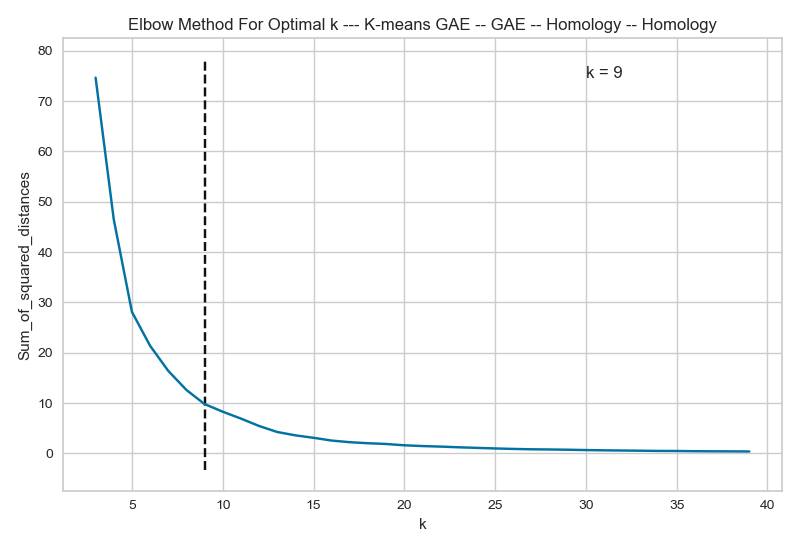 Elbow Method For Optimal k --- K-means GAE -- GAE -- Homology -- Homology
k = 9
Sum_of_squared_distances
80
70
60
50
40
30
20
10
0
5 10 15 20 25 30 35 40
k